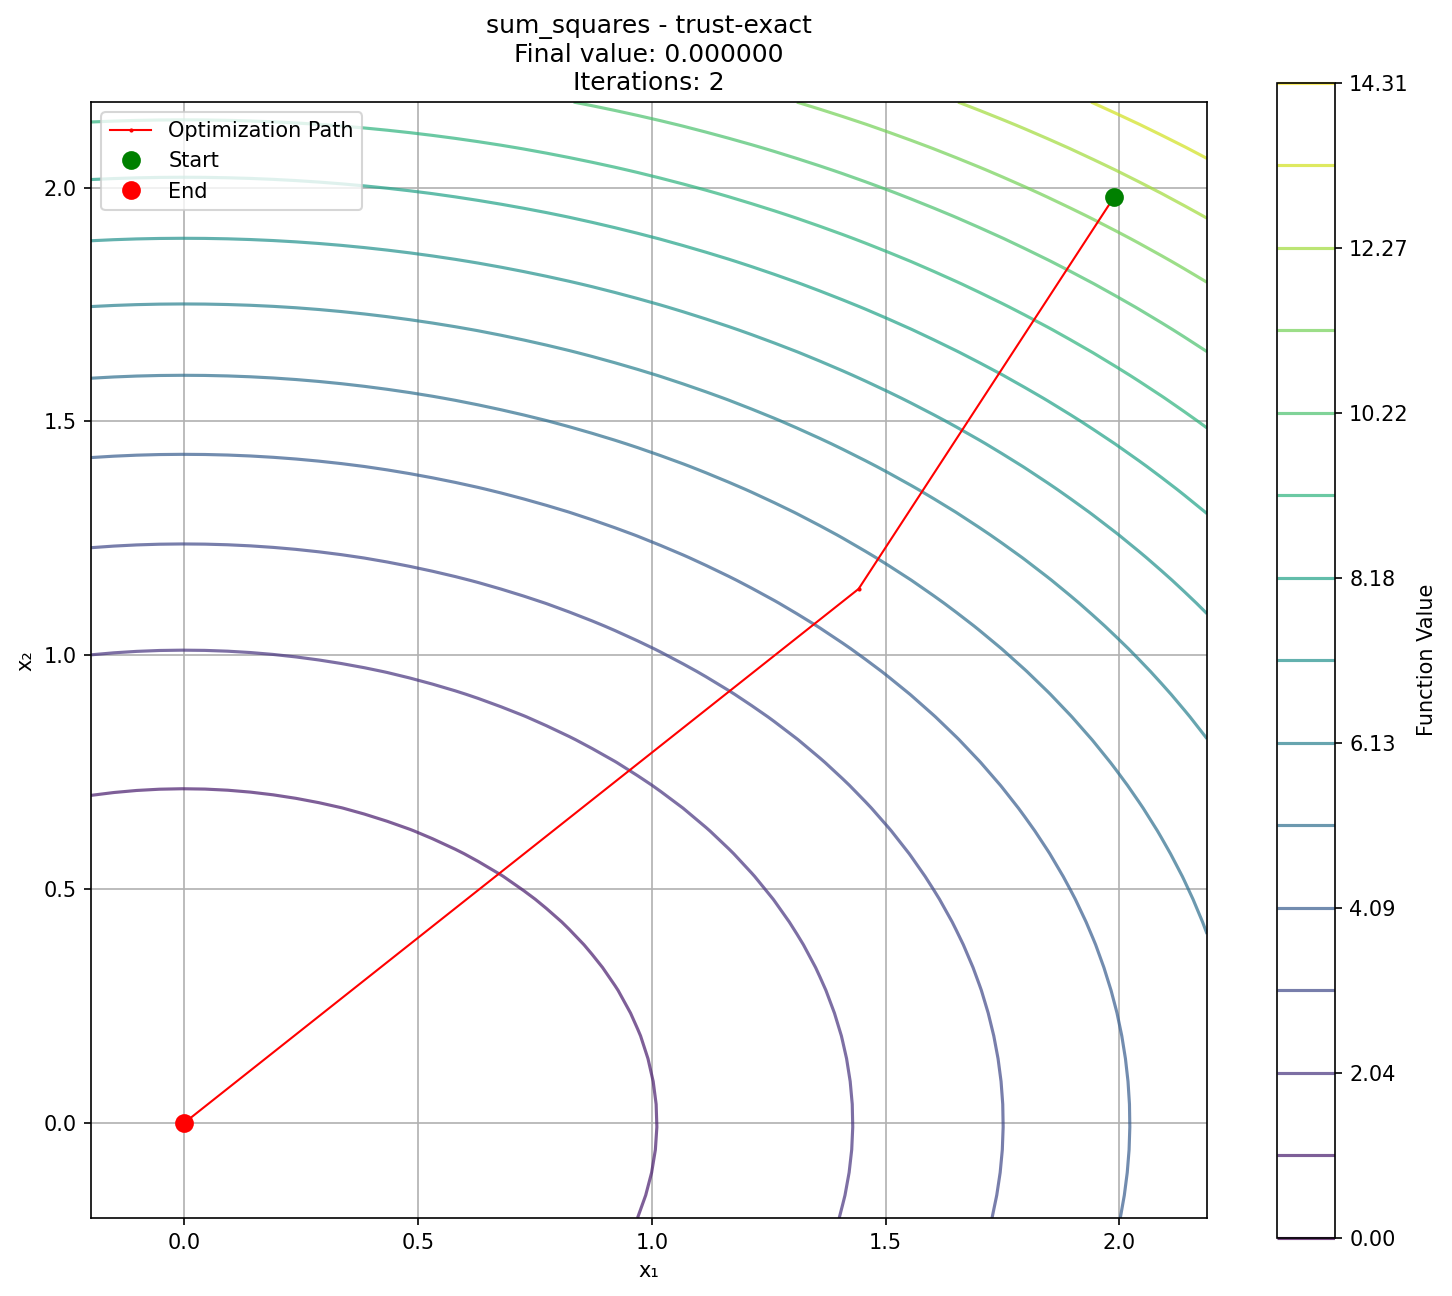 sum_squares - trust-exact
Final value: 0.000000
Iterations: 2
Optimization Path
Start
End
2.0
1.5
1.0
0.5
0.0
x₂
0.0
0.5
1.0
1.5
2.0
x₁
14.31
12.27
10.22
8.18
6.13
4.09
2.04
0.00
Function Value